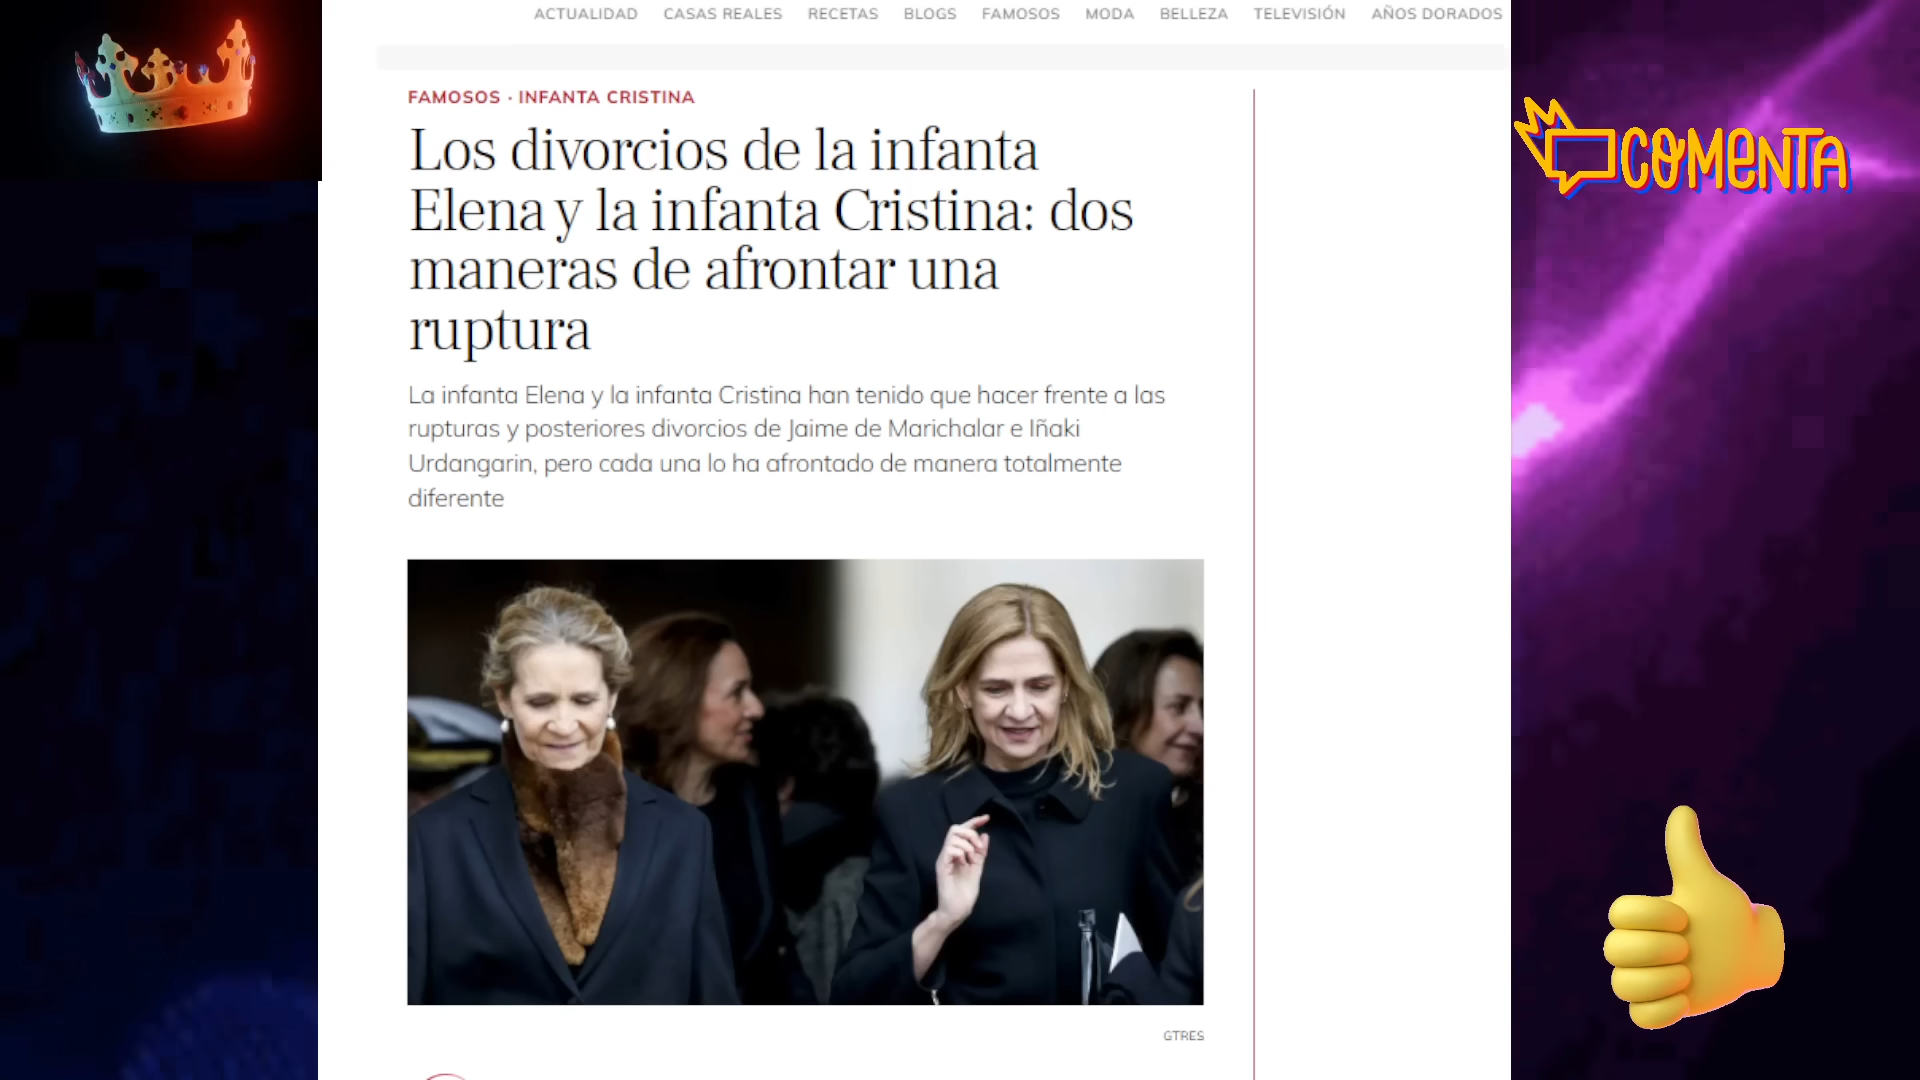 ACTUALIDAD CASAS REALES RECETAS BLOGS FAMOSOS MODA BELLEZA TELEVISIÓN AÑOS DORADOS
FAMOSOS · INFANTA CRISTINA
Los divorcios de la infanta
Elena y la infanta Cristina: dos
maneras de afrontar una
ruptura
La infanta Elena y la infanta Cristina han tenido que hacer frente a las
rupturas y posteriores divorcios de Jaime de Marichalar e Iñaki
Urdangarin, pero cada una lo ha afrontado de manera totalmente
diferente
GTRES
COMENTA